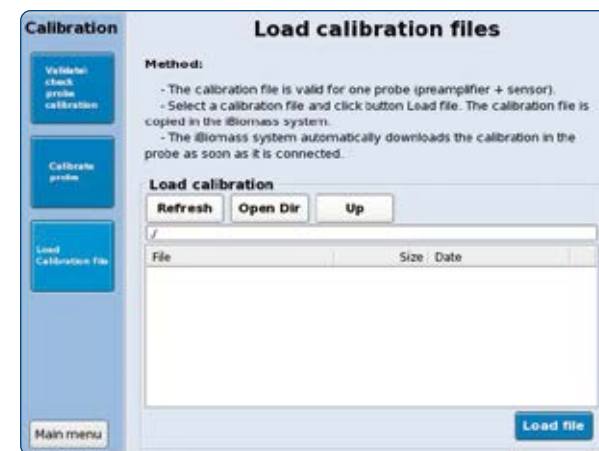 Calibration
Load calibration files
Validate/
check
probe
calibration
Calibrate
probe
Load
Calibration file
Main menu
Method:
- The calibration file is valid for one probe (preamplifier + sensor).
- Select a calibration file and click button Load file. The calibration file is
copied in the iBiomass system.
- The iBiomass system automatically downloads the calibration in the
probe as soon as it is connected.
Load calibration
Refresh Open Dir Up
/
File Size Date
Load file